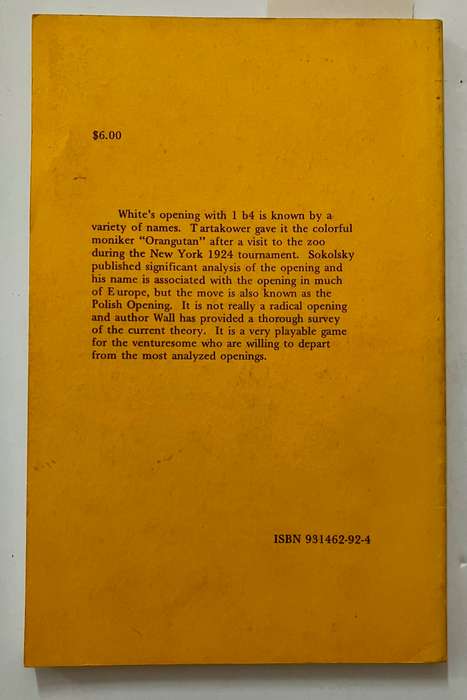 $6.00
White's opening with 1 b4 is known by a
variety of names. Tartakower gave it the colorful
moniker "Orangutan" after a visit to the zoo
during the New York 1924 tournament. Sokolsky
published significant analysis of the opening and
his name is associated with the opening in much
of Europe, but the move is also known as the
Polish Opening. It is not really a radical opening
and author Wall has provided a thorough survey
of the current theory. It is a very playable game
for the venturesome who are willing to depart
from the most analyzed openings.
ISBN 931462-92-4